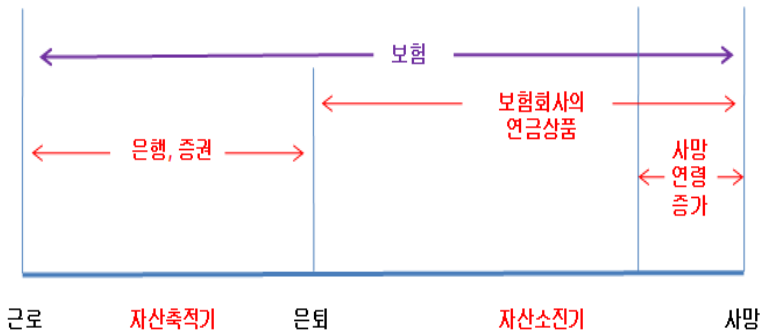 보험
보험회사의
연금상품
은행, 증권
사망
연령
증가
근로
자산축적기
은퇴
자산소진기
사망